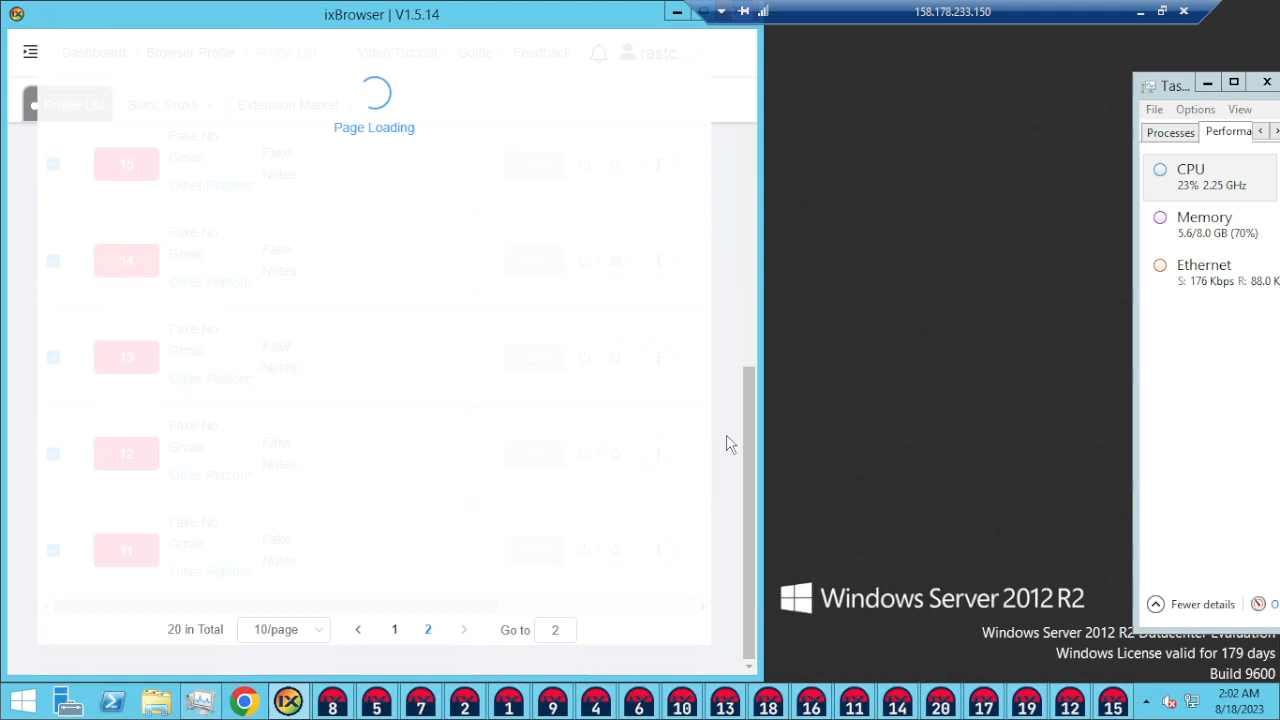 ixBrowser | V1.5.14
158.178.233.150
Dashboard Browser Profile Profile List Video Tutorial Guide Feedback rastc...
Profile List Static Proxy Extension Market
Page Loading
15 Fake No Gmail Other Platform Fake Notes
14 Fake No Gmail Other Platform Fake Notes
13 Fake No Gmail Other Platform Fake Notes
12 Fake No Gmail Other Platform Fake Notes
11 Fake No Gmail Other Platform Fake Notes
20 in Total 10/page < 1 2 > Go to 2
Tas...
File Options View
Processes Performa
CPU
23% 2.25 GHz
Memory
5.6/8.0 GB (70%)
Ethernet
S: 176 Kbps R: 88.0 K
Fewer details
Windows Server 2012 R2
Windows Server 2012 R2 Datacenter Evaluation
Windows License valid for 179 days
Build 9600
IX 8 5 7 2 1 9 4 6 10 13 18 16 11 14 20 17 19 12 15
2:02 AM
8/18/2023